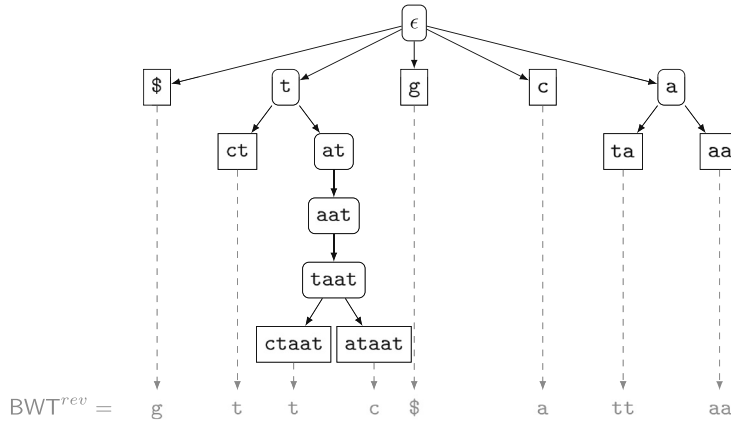 ϵ
$ t g c a
ct at ta aa
aat
taat
ctaat ataat
BWT^rev = g t t c $ a tt aa